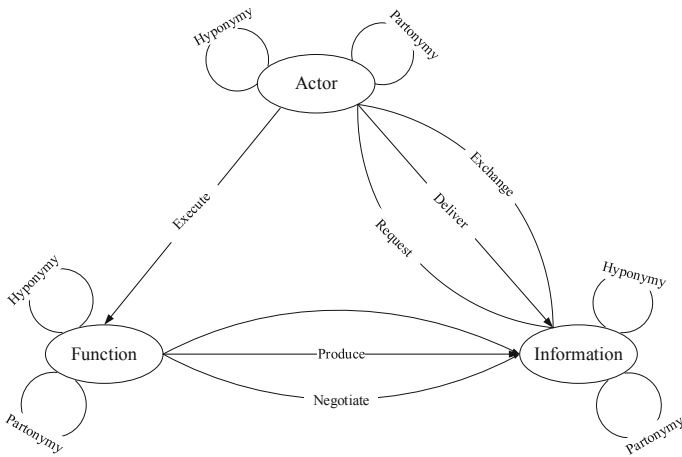 Hyponymy
Partonymy
Actor
Exchange
Execute
Deliver
Request
Hyponymy
Hyponymy
Function
Produce
Information
Negotiate
Partonymy
Partonymy